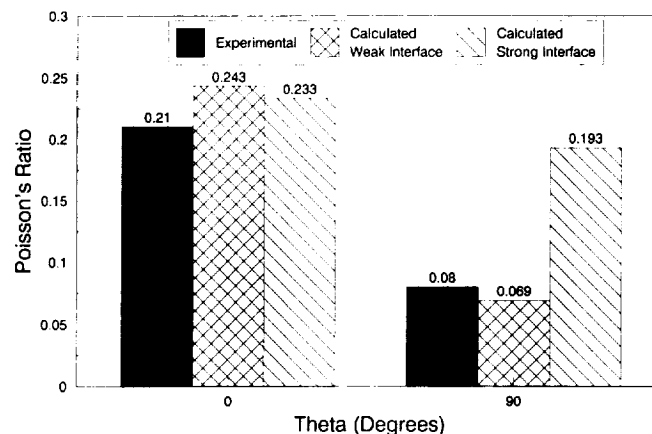 0.3
Experimental
Calculated
Weak Interface
Calculated
Strong Interface
0.25
0.243
0.233
0.21
0.2
0.193
0.15
0.1
0.08
0.069
0.05
0
Poisson's Ratio
0
90
Theta (Degrees)